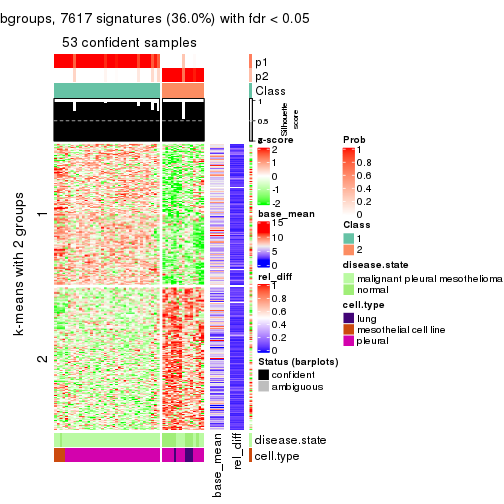 bgroups, 7617 signatures (36.0%) with fdr < 0.05
53 confident samples
p1
p2
Class
1
0.5
0
Silhouette
score
k-means with 2 groups
1
2
z-score
2
1
0
-1
-2
base_mean
15
10
5
0
rel_diff
1
0.8
0.6
0.4
0.2
0
Status (barplots)
confident
ambiguous
Prob
1
0.8
0.6
0.4
0.2
0
Class
1
2
disease.state
malignant pleural mesothelioma
normal
cell.type
lung
mesothelial cell line
pleural
disease.state
cell.type
base_mean
rel_diff